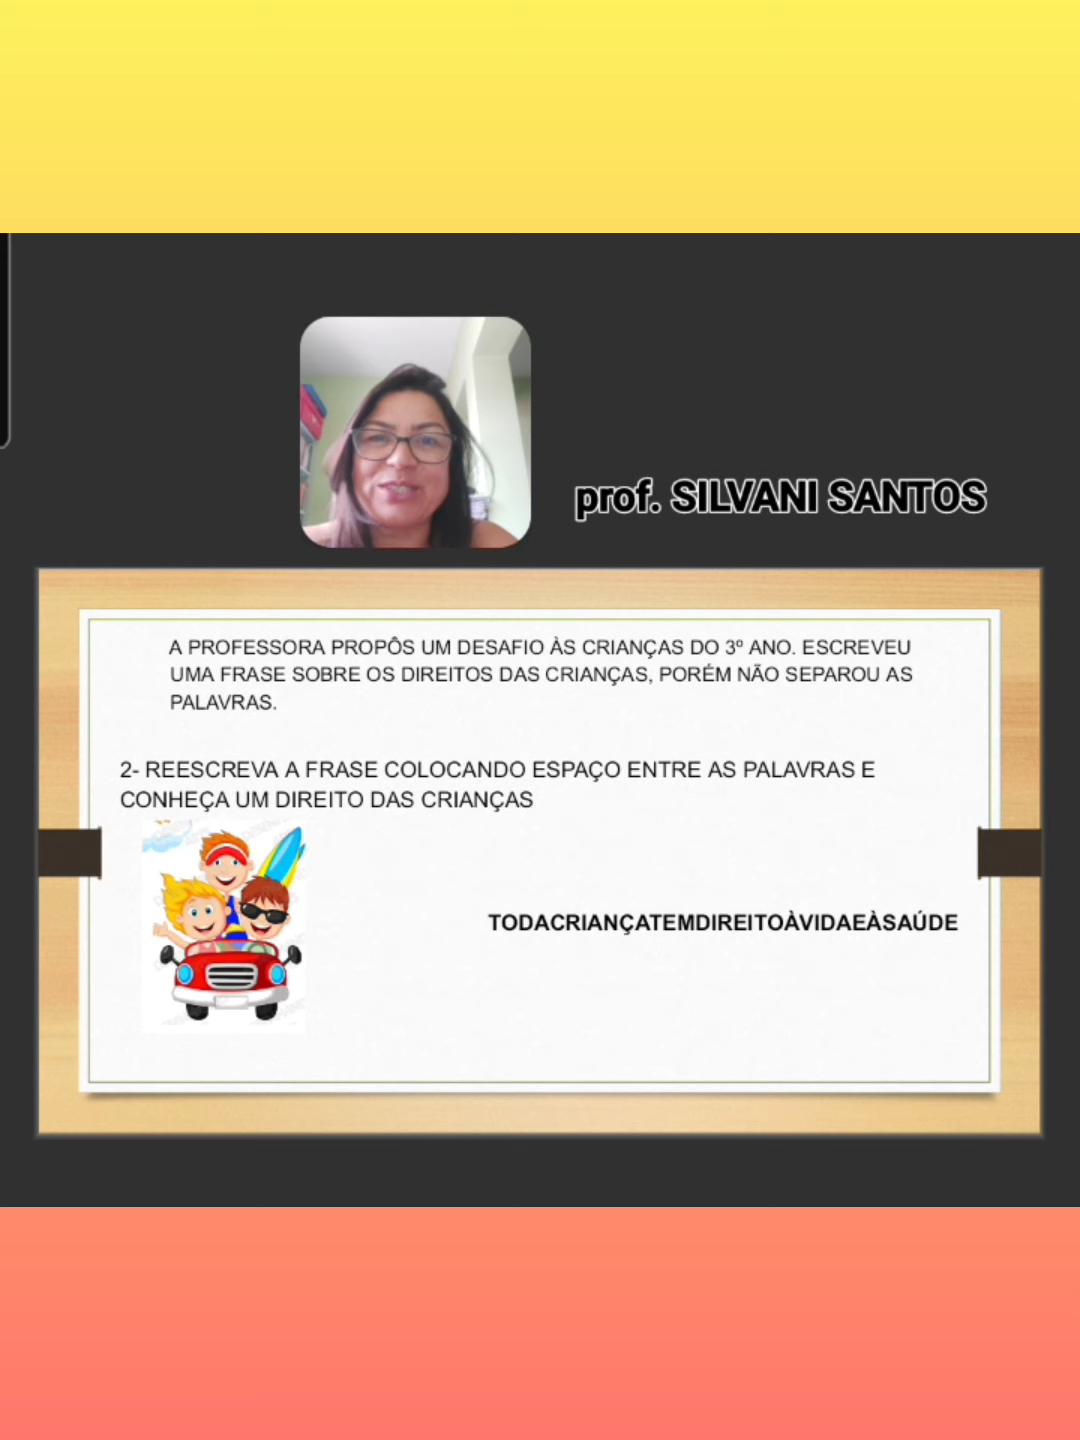 prof. SILVANI SANTOS
A PROFESSORA PROPÔS UM DESAFIO ÀS CRIANÇAS DO 3º ANO. ESCREVEU
UMA FRASE SOBRE OS DIREITOS DAS CRIANÇAS, PORÉM NÃO SEPAROU AS
PALAVRAS.
2- REESCREVA A FRASE COLOCANDO ESPAÇO ENTRE AS PALAVRAS E
CONHEÇA UM DIREITO DAS CRIANÇAS
TODACRIANÇATEMDIREITOÀVIDAEÀSAÚDE